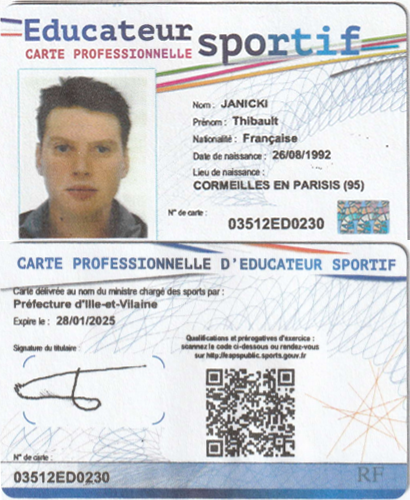 Educateur sportif
CARTE PROFESSIONNELLE
Nom : JANICKI
Prénom : Thibault
Nationalité : Française
Date de naissance : 26/08/1992
Lieu de naissance :
CORMEILLES EN PARISIS (95)
N° de carte :
03512ED0230
CARTE PROFESSIONNELLE D'EDUCATEUR SPORTIF
Carte délivrée au nom du ministre chargé des sports par :
Préfecture d'Ille-et-Vilaine
Expire le : 28/01/2025
Qualifications et prérogatives d'exercice :
scannez le code ci-dessous ou rendez-vous
sur http://eapspublic.sports.gouv.fr
Signature du titulaire :
N° de carte :
03512ED0230
RF